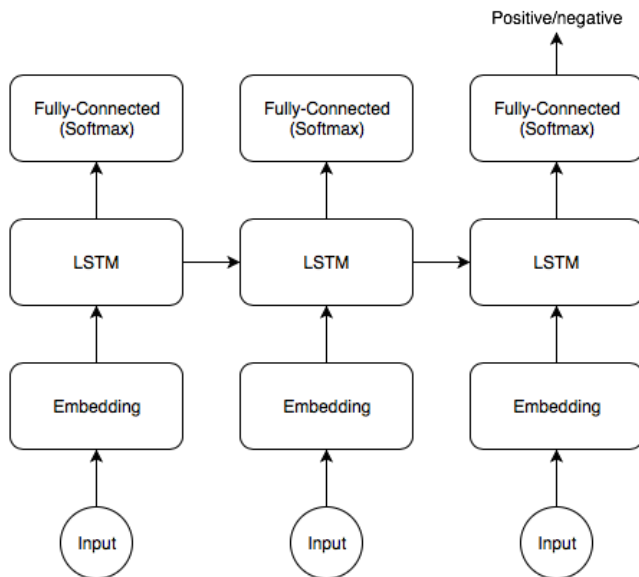 Positive/negative
Fully-Connected
(Softmax)
Fully-Connected
(Softmax)
Fully-Connected
(Softmax)
LSTM
LSTM
LSTM
Embedding
Embedding
Embedding
Input
Input
Input